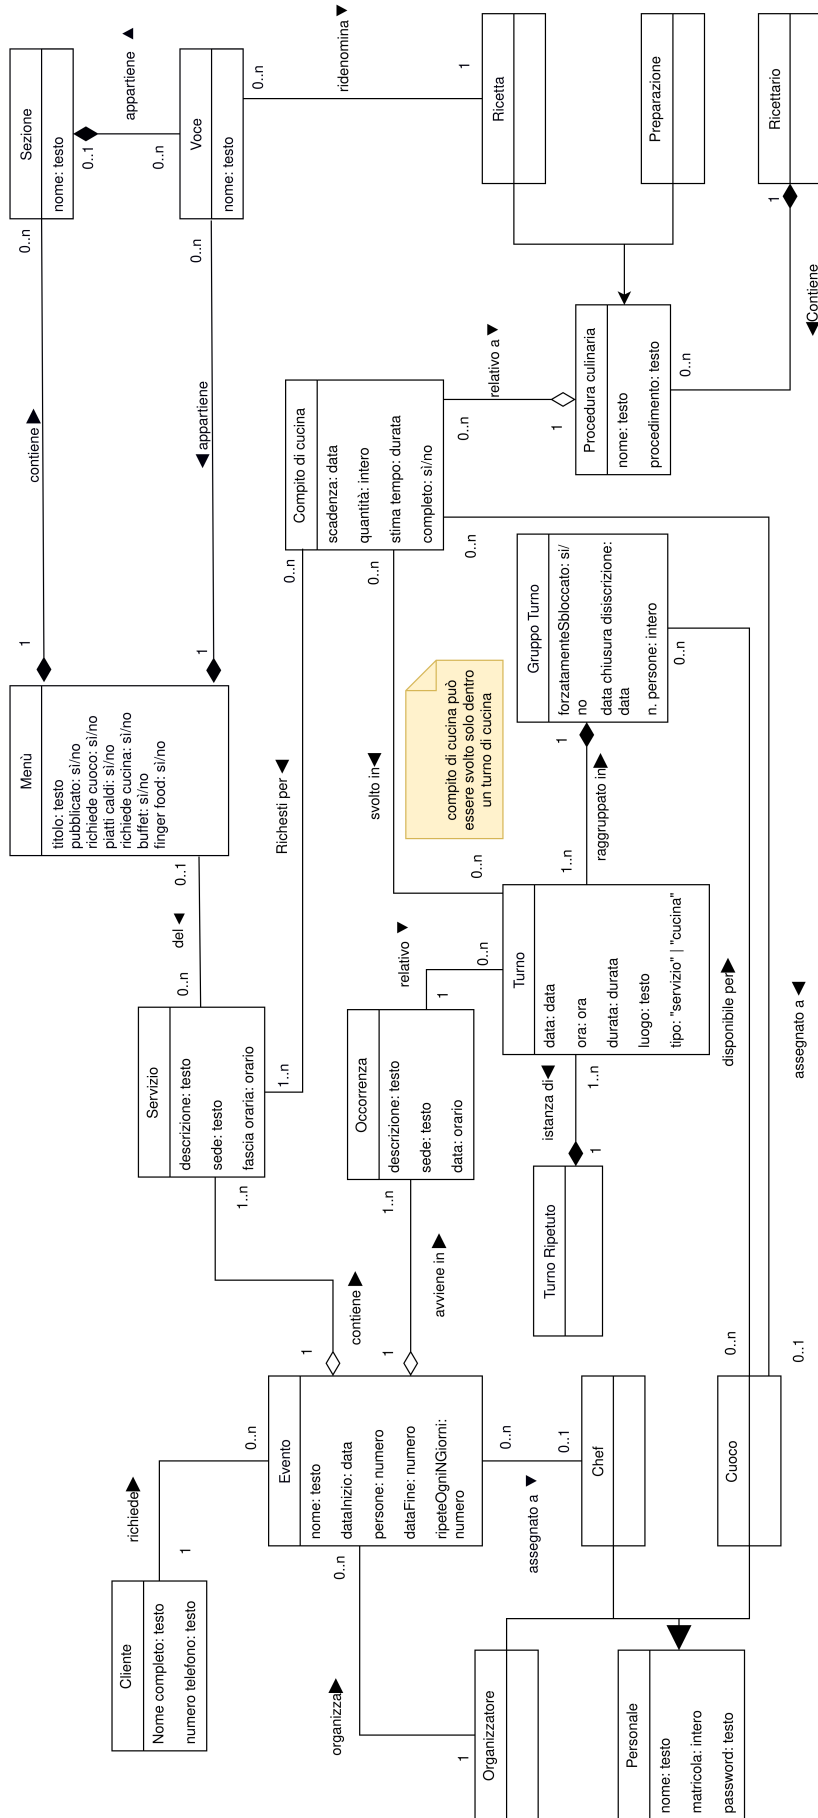 Cliente
Nome completo: testo
numero telefono: testo
1
richiede
0..n
Evento
nome: testo
dataInizio: data
persone: numero
dataFine: numero
ripeteOgniNGiorni:
numero
0..n
organizza
1
Organizzatore
Personale
nome: testo
matricola: intero
password: testo
0..n
assegnato a
0..1
Chef
Cuoco
0..n
0..1
1
contiene
1..n
1
avviene in
1..n
Servizio
descrizione: testo
sede: testo
fascia oraria: orario
0..n
del
0..1
1..n
Richesti per
0..n
Occorrenza
descrizione: testo
sede: testo
data: orario
1
relativo
0..n
Turno Ripetuto
1
istanza di
1..n
Turno
data: data
ora: ora
durata: durata
luogo: testo
tipo: "servizio" | "cucina"
0..n
svolto in
0..n
1..n
raggruppato in
1
disponibile per
0..n
assegnato a
0..n
compito di cucina può
essere svolto solo dentro
un turno di cucina
Gruppo Turno
forzatamenteSbloccato: si/
no
data chiusura disiscrizione:
data
n. persone: intero
Menù
titolo: testo
pubblicato: sì/no
richiede cuoco: sì/no
piatti caldi: sì/no
richiede cucina: sì/no
buffet: sì/no
finger food: sì/no
1
contiene
0..n
1
appartiene
0..n
Compito di cucina
scadenza: data
quantità: intero
stima tempo: durata
completo: sì/no
0..n
relativo a
1
Procedura culinaria
nome: testo
procedimento: testo
0..n
Contiene
1
Sezione
nome: testo
0..1
appartiene
0..n
Voce
nome: testo
0..n
ridenomina
1
Ricetta
Preparazione
Ricettario